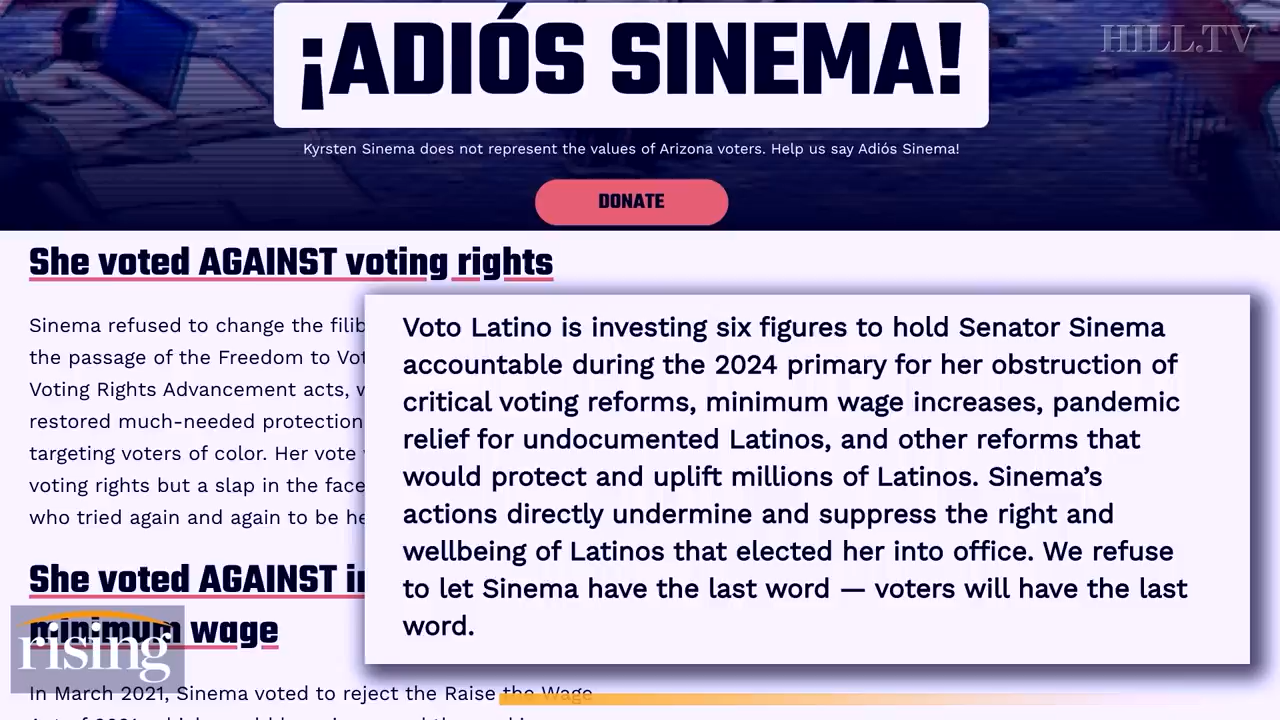 ¡ADIÓS SINEMA!
HILL.TV
Kyrsten Sinema does not represent the values of Arizona voters. Help us say Adiós Sinema!
DONATE
She voted AGAINST voting rights
Sinema refused to change the
the passage of the Freedom to
Voting Rights Advancement acts,
restored much-needed protection
targeting voters of color. Her vote
voting rights but a slap in the face
who tried again and again to be
She voted AGAINST
minimum wage
In March 2021, Sinema voted to reject the Raise the Wage
Voto Latino is investing six figures to hold Senator Sinema
accountable during the 2024 primary for her obstruction of
critical voting reforms, minimum wage increases, pandemic
relief for undocumented Latinos, and other reforms that
would protect and uplift millions of Latinos. Sinema’s
actions directly undermine and suppress the right and
wellbeing of Latinos that elected her into office. We refuse
to let Sinema have the last word — voters will have the last
word.
rising